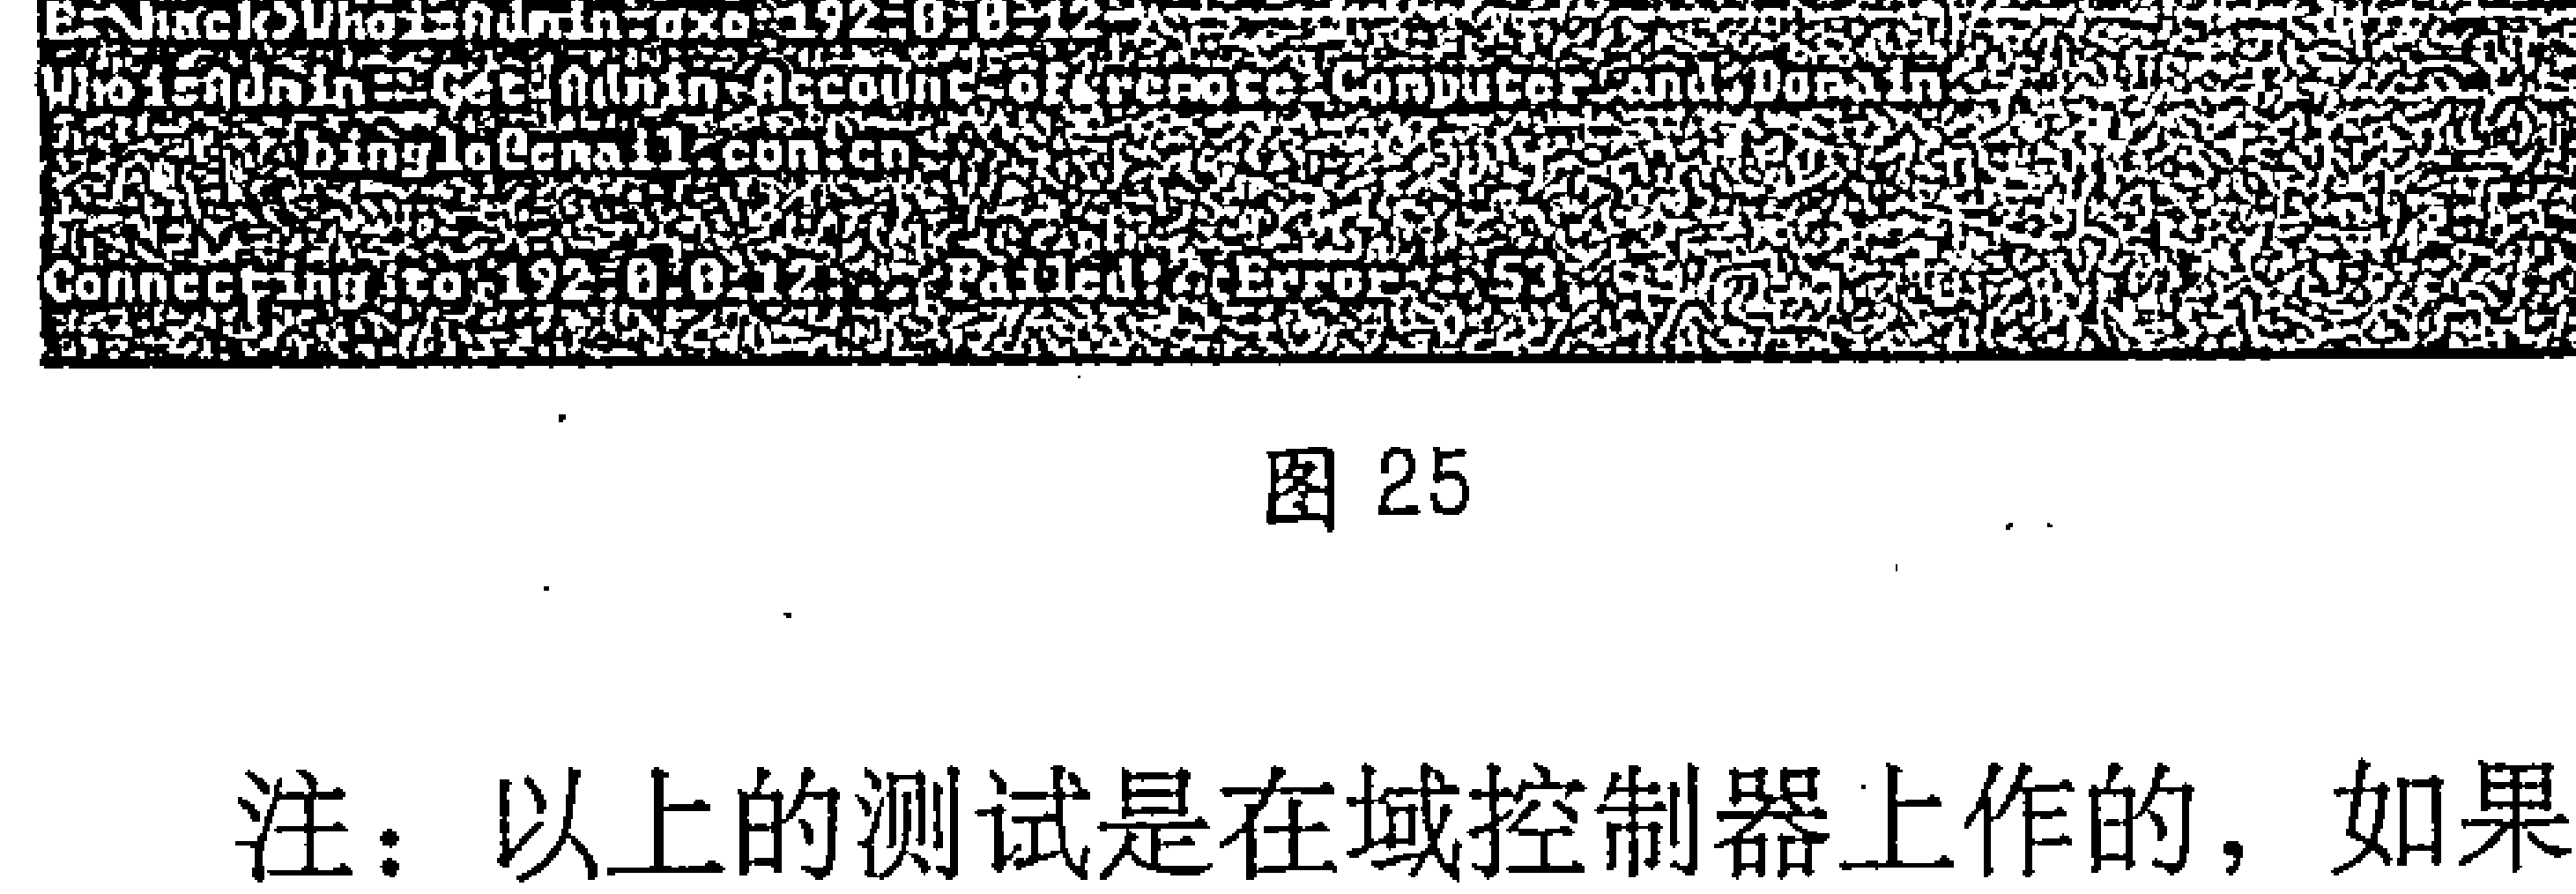 E:\hack>WhoisAdmin.exe 192.0.0.12
WhoisAdmin: Get Admin Account of remote Computer and Domain
binglo@email.com.cn
Connecting to 192.0.0.12... Failed! Error : 53
图 25
注：以上的测试是在域控制器上作的，如果